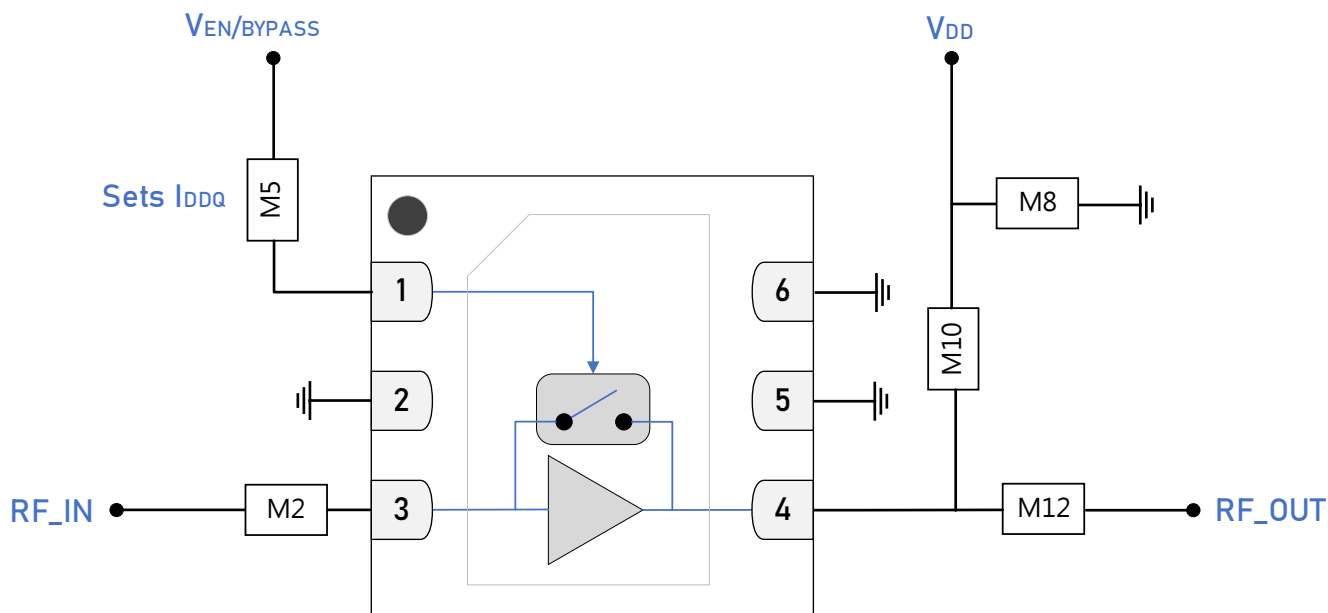 VEN/BYPASS
VDD
Sets IDDQ
M5
M8
1
6
M10
2
5
RF_IN
M2
3
4
M12
RF_OUT